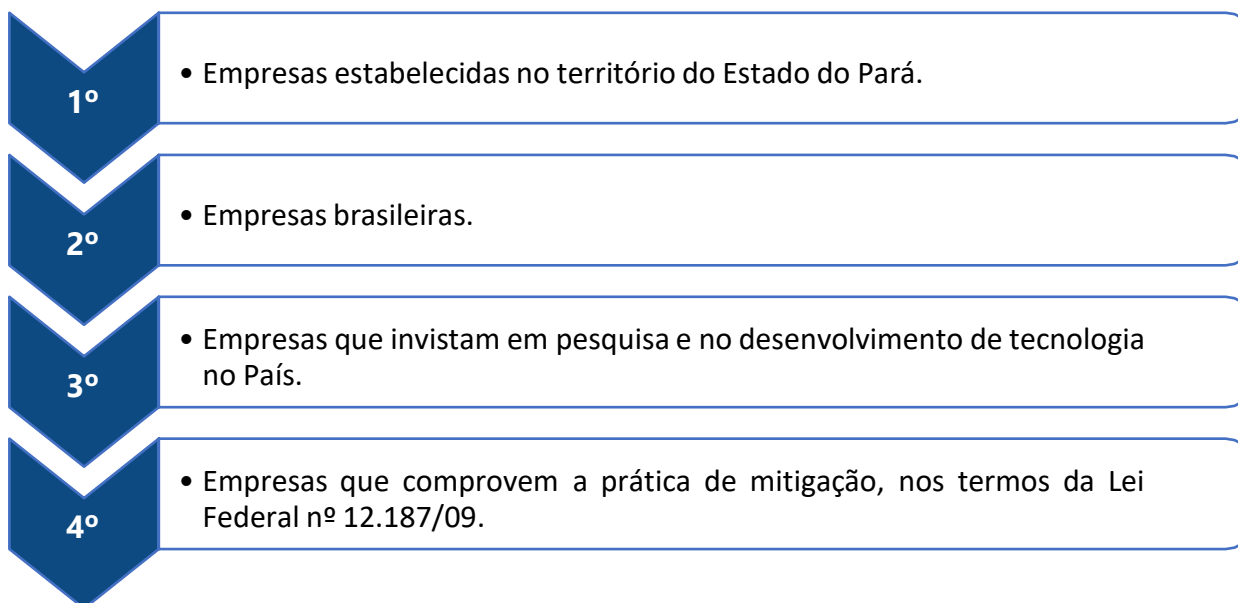 1º
• Empresas estabelecidas no território do Estado do Pará.
2º
• Empresas brasileiras.
3º
• Empresas que invistam em pesquisa e no desenvolvimento de tecnologia
no País.
4º
• Empresas que comprovem a prática de mitigação, nos termos da Lei
Federal nº 12.187/09.